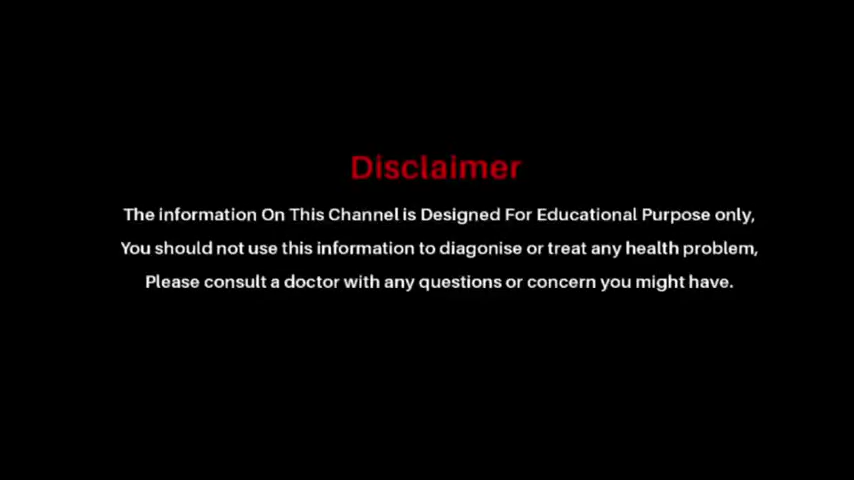 Disclaimer
The information On This Channel is Designed For Educational Purpose only,
You should not use this information to diagonise or treat any health problem,
Please consult a doctor with any questions or concern you might have.